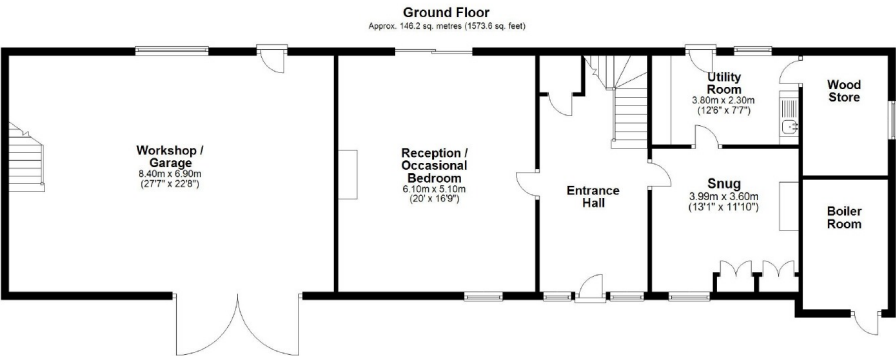 Ground Floor
Approx. 146.2 sq. metres (1573.6 sq. feet)
Workshop /
Garage
8.40m x 6.90m
(27'7" x 22'8")
Reception /
Occasional
Bedroom
6.10m x 5.10m
(20' x 16'9")
Entrance
Hall
Utility
Room
3.80m x 2.30m
(12'6" x 7'7")
Wood
Store
Snug
3.99m x 3.60m
(13'1" x 11'10")
Boiler
Room